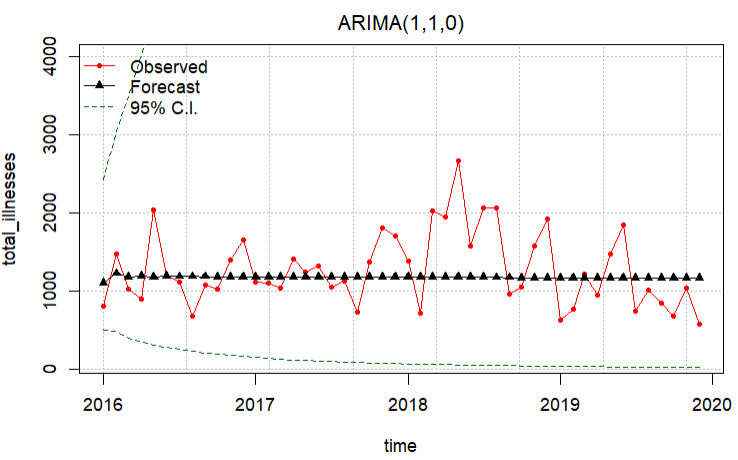 ARIMA(1,1,0)
total_illnesses
4000
3000
2000
1000
0
Observed
Forecast
95% C.I.
2016
2017
2018
2019
2020
time